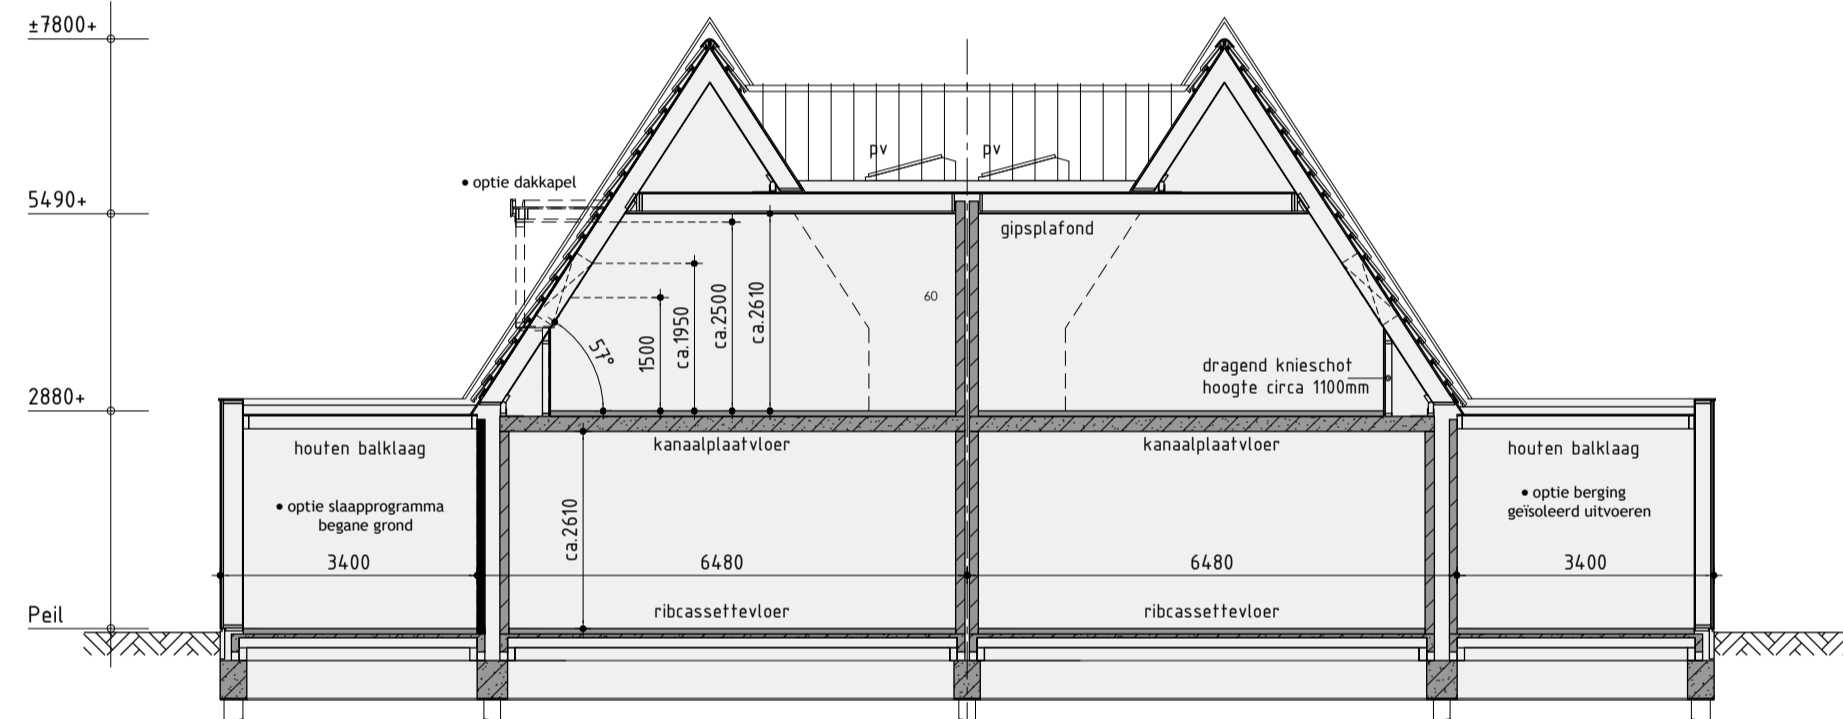 ±7800+
pv pv
• optie dakkapel
5490+
gipsplafond
60
57°
1500
ca.1950
ca.2500
ca.2610
dragend knieschot
hoogte circa 1100mm
2880+
houten balklaag
kanaalplaatvloer
kanaalplaatvloer
houten balklaag
• optie slaapprogramma
begane grond
• optie berging
geïsoleerd uitvoeren
ca.2610
3400 6480 6480 3400
Peil
ribcassettevloer
ribcassettevloer